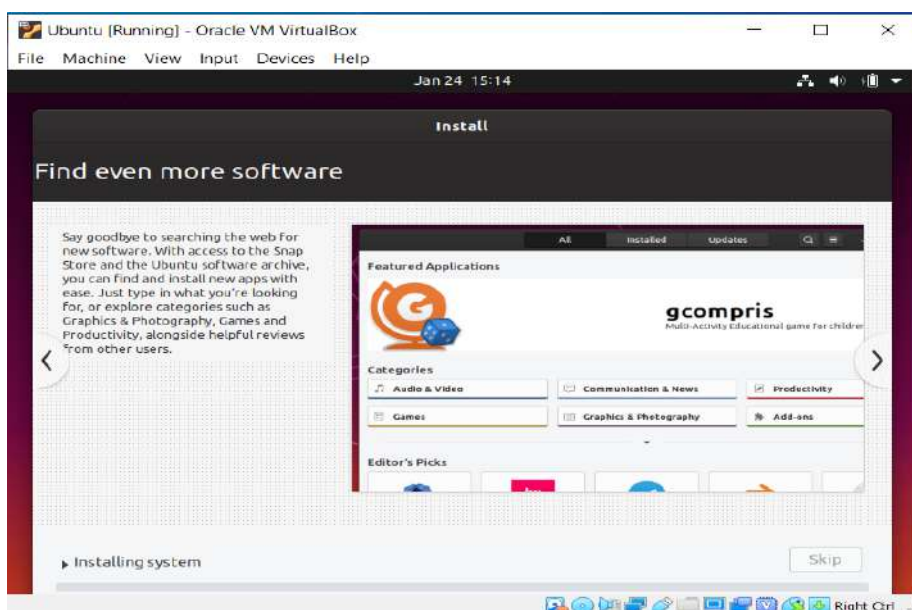 Ubuntu [Running] - Oracle VM VirtualBox
File Machine View Input Devices Help
Jan 24 15:14
Install
Find even more software
Say goodbye to searching the web for
new software. With access to the Snap
Store and the Ubuntu software archive,
you can find and install new apps with
ease. Just type in what you're looking
for, or explore categories such as
Graphics & Photography, Games and
Productivity, alongside helpful reviews
from other users.
All Installed Updates
Featured Applications
gcompris
Multi-Activity Educational game for children
Categories
Audio & Video Communication & News Productivity
Games Graphics & Photography Add-ons
Editor's Picks
Installing system
Skip
Right Ctrl